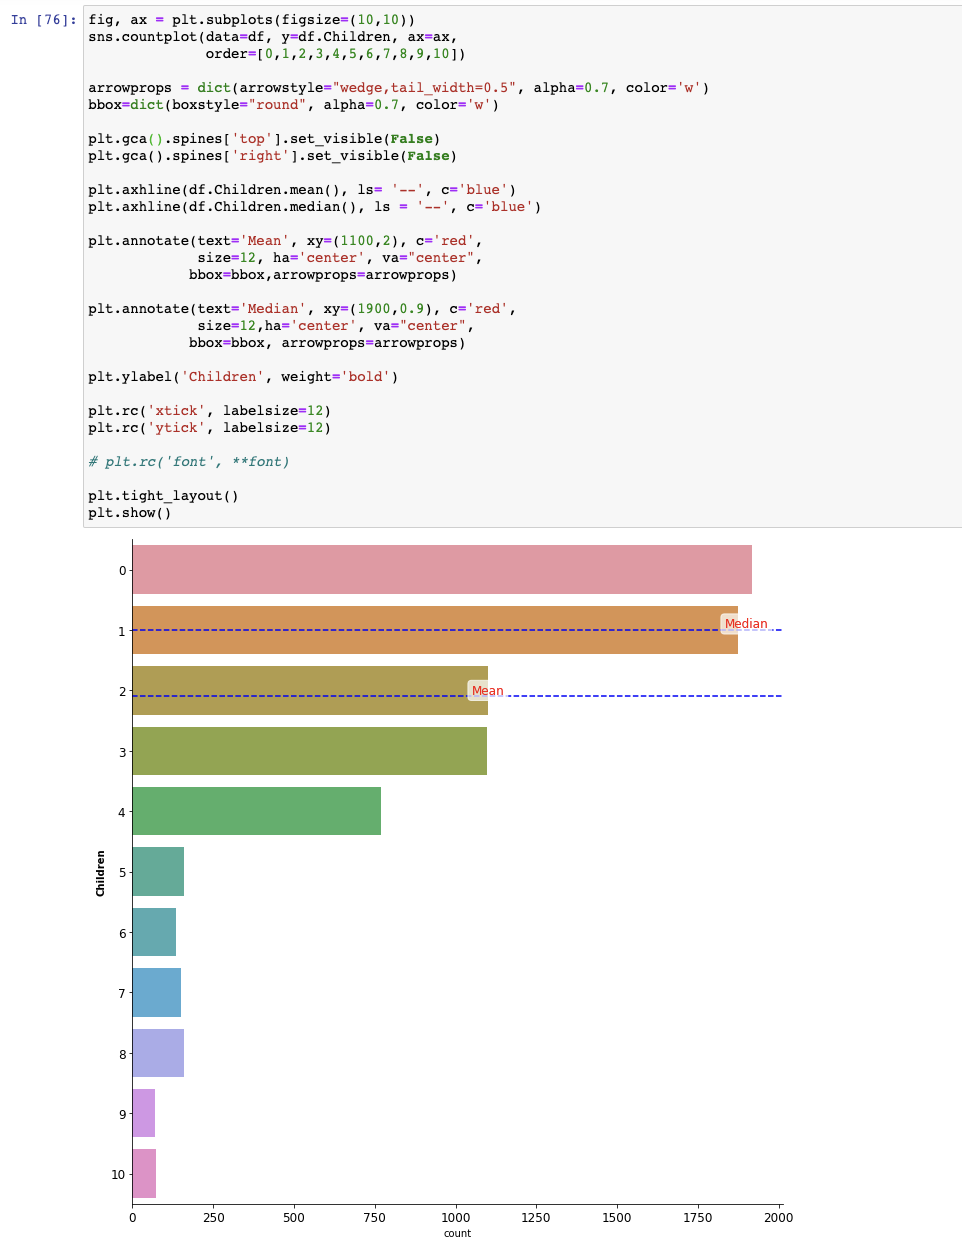 In [76]:
fig, ax = plt.subplots(figsize=(10,10))
sns.countplot(data=df, y=df.Children, ax=ax,
              order=[0,1,2,3,4,5,6,7,8,9,10])

arrowprops = dict(arrowstyle="wedge,tail_width=0.5", alpha=0.7, color='w')
bbox=dict(boxstyle="round", alpha=0.7, color='w')

plt.gca().spines['top'].set_visible(False)
plt.gca().spines['right'].set_visible(False)

plt.axhline(df.Children.mean(), ls= '--', c='blue')
plt.axhline(df.Children.median(), ls = '--', c='blue')

plt.annotate(text='Mean', xy=(1100,2), c='red',
             size=12, ha='center', va="center",
            bbox=bbox,arrowprops=arrowprops)

plt.annotate(text='Median', xy=(1900,0.9), c='red',
             size=12,ha='center', va="center",
            bbox=bbox, arrowprops=arrowprops)

plt.ylabel('Children', weight='bold')

plt.rc('xtick', labelsize=12)
plt.rc('ytick', labelsize=12)

# plt.rc('font', **font)

plt.tight_layout()
plt.show()
0
1
Median
2
Mean
3
4
5
Children
6
7
8
9
10
0 250 500 750 1000 1250 1500 1750 2000
count